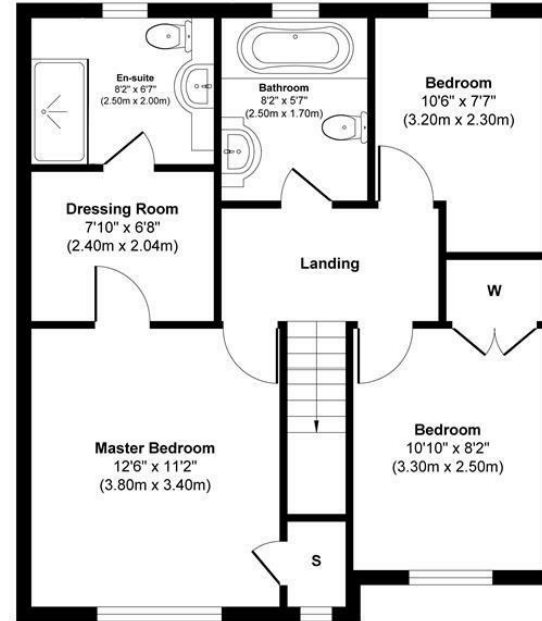 En-suite
8'2" x 6'7"
(2.50m x 2.00m)
Bathroom
8'2" x 5'7"
(2.50m x 1.70m)
Bedroom
10'6" x 7'7"
(3.20m x 2.30m)
Dressing Room
7'10" x 6'8"
(2.40m x 2.04m)
Landing
W
Master Bedroom
12'6" x 11'2"
(3.80m x 3.40m)
Bedroom
10'10" x 8'2"
(3.30m x 2.50m)
S